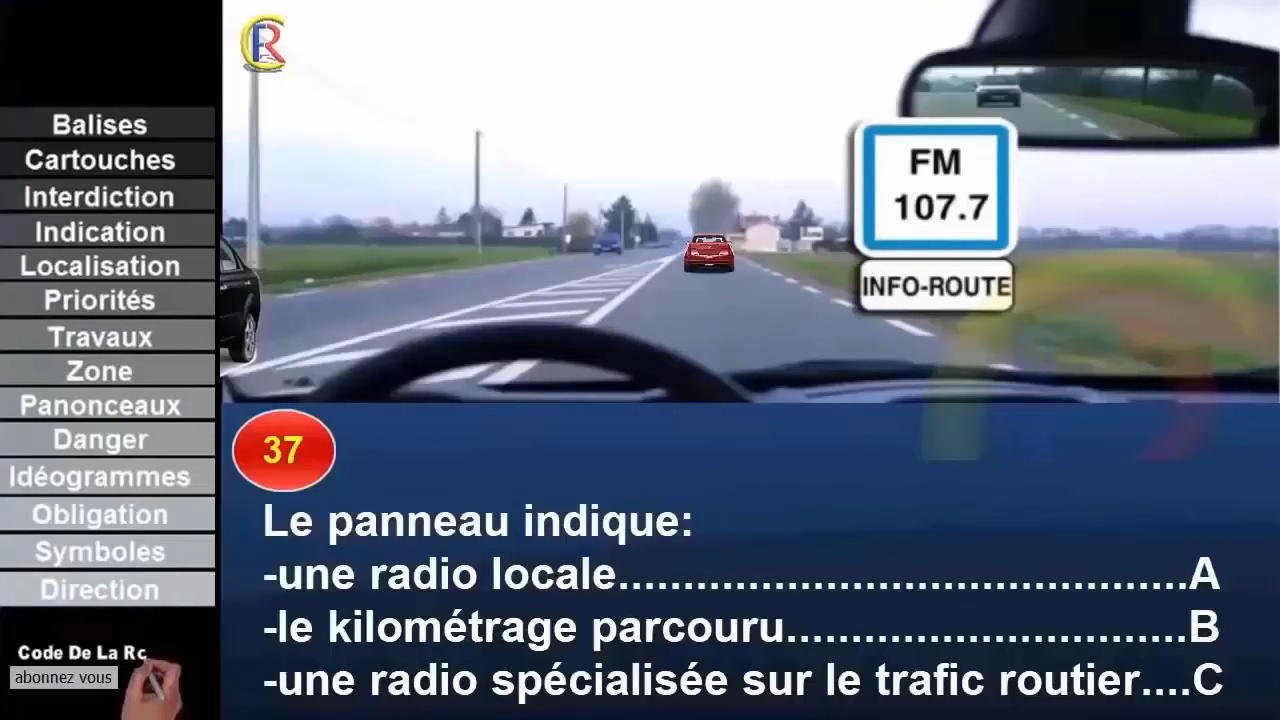 Balises
Cartouches
Interdiction
Indication
Localisation
Priorités
Travaux
Zone
Panonceaux
Danger
Idéogrammes
Obligation
Symboles
Direction
Code De La Rc
abonnez vous
FM
107.7
INFO-ROUTE
37
Le panneau indique:
-une radio locale............................................A
-le kilométrage parcouru...............................B
-une radio spécialisée sur le trafic routier....C